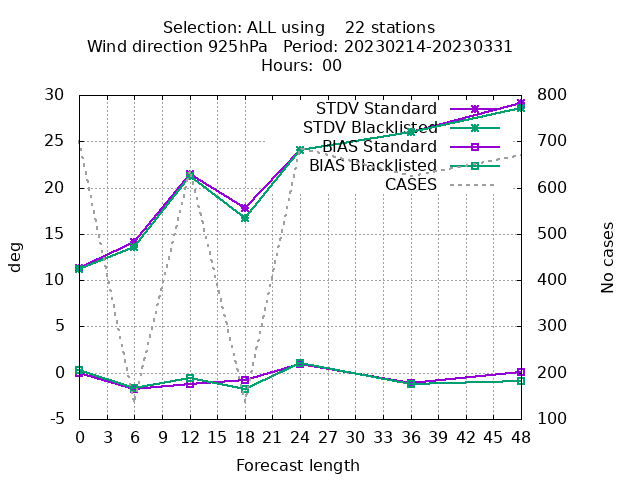 Selection: ALL using    22 stations
Wind direction 925hPa   Period: 20230214-20230331
Hours: 00
30
25
20
15
10
5
0
-5
800
700
600
500
400
300
200
100
deg
No cases
STDV Standard
STDV Blacklisted
BIAS Standard
BIAS Blacklisted
CASES
0 3 6 9 12 15 18 21 24 27 30 33 36 39 42 45 48
Forecast length